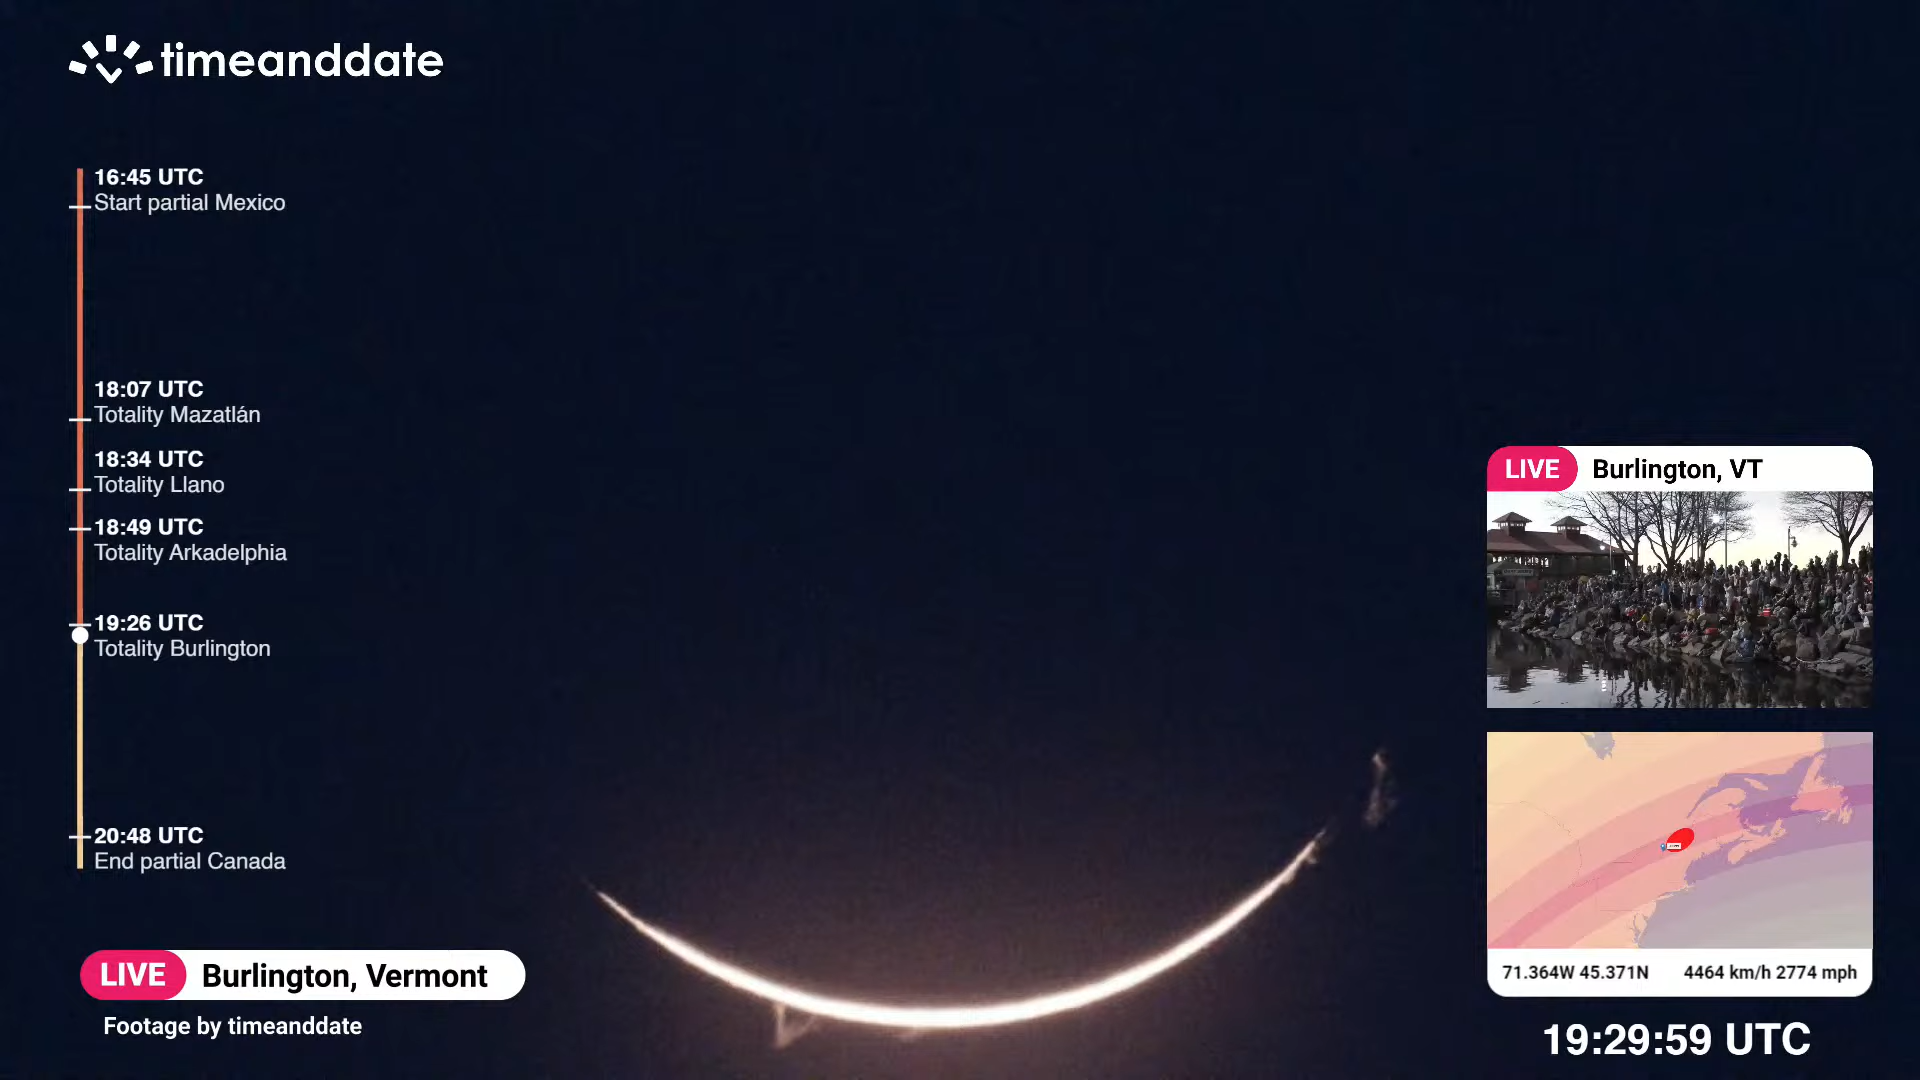 timeanddate
16:45 UTC
Start partial Mexico
18:07 UTC
Totality Mazatlán
18:34 UTC
Totality Llano
18:49 UTC
Totality Arkadelphia
19:26 UTC
Totality Burlington
20:48 UTC
End partial Canada
LIVE Burlington, Vermont
Footage by timeanddate
LIVE Burlington, VT
71.364W 45.371N 4464 km/h 2774 mph
19:29:59 UTC